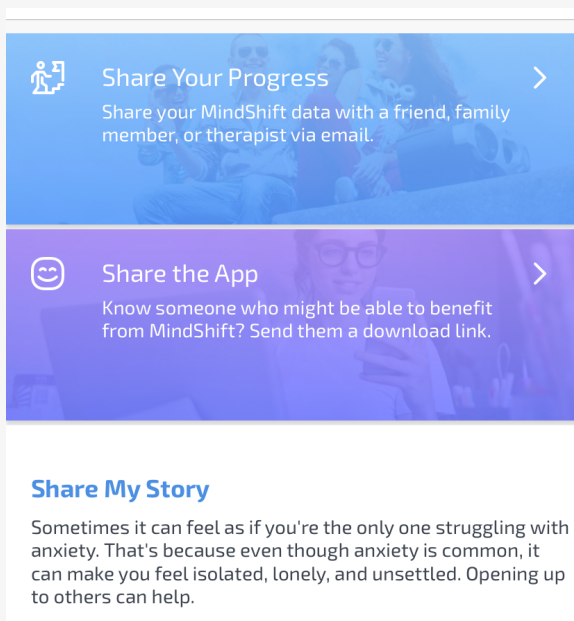 Share Your Progress
Share your MindShift data with a friend, family
member, or therapist via email.
Share the App
Know someone who might be able to benefit
from MindShift? Send them a download link.
Share My Story
Sometimes it can feel as if you're the only one struggling with
anxiety. That's because even though anxiety is common, it
can make you feel isolated, lonely, and unsettled. Opening up
to others can help.